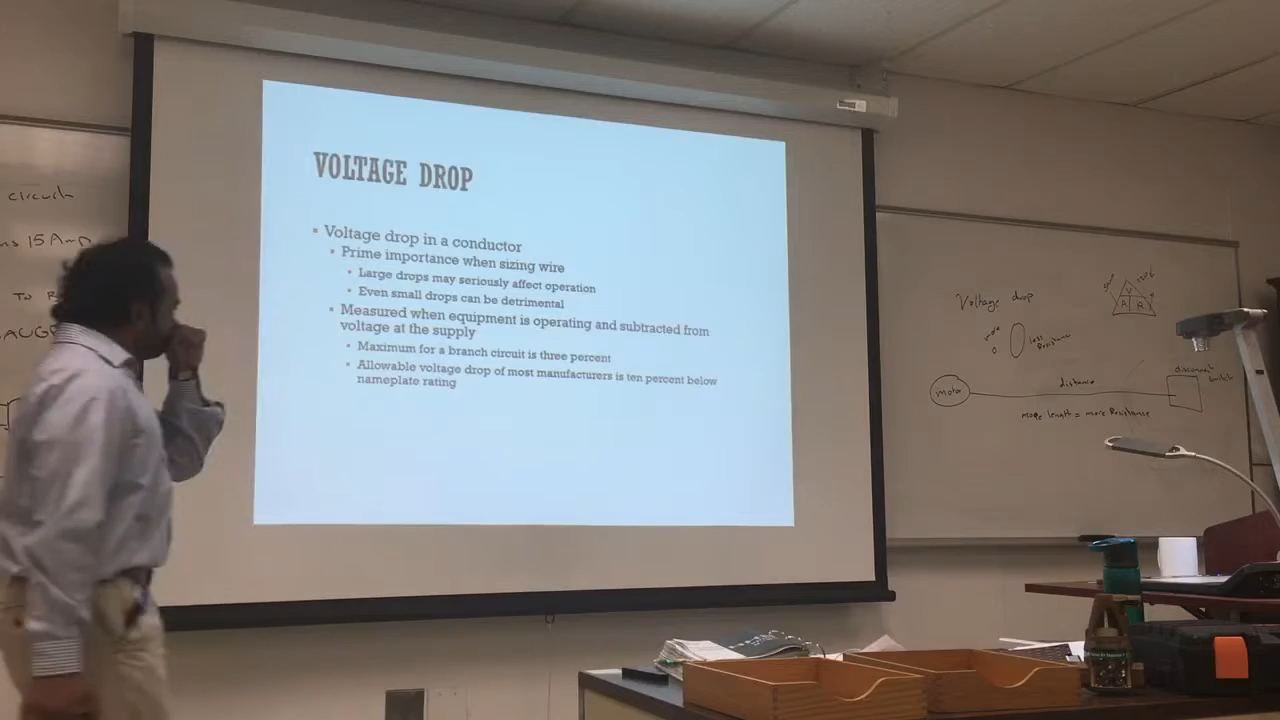 VOLTAGE DROP
Voltage drop in a conductor
Prime importance when sizing wire
Large drops may seriously affect operation
Even small drops can be detrimental
Measured when equipment is operating and subtracted from
voltage at the supply
Maximum for a branch circuit is three percent
Allowable voltage drop of most manufacturers is ten percent below
nameplate rating
circuit
15 Amp
TO
Voltage drop
V
A R
less
Resistance
motor
distance
disconnect
switch
more length = more Resistance